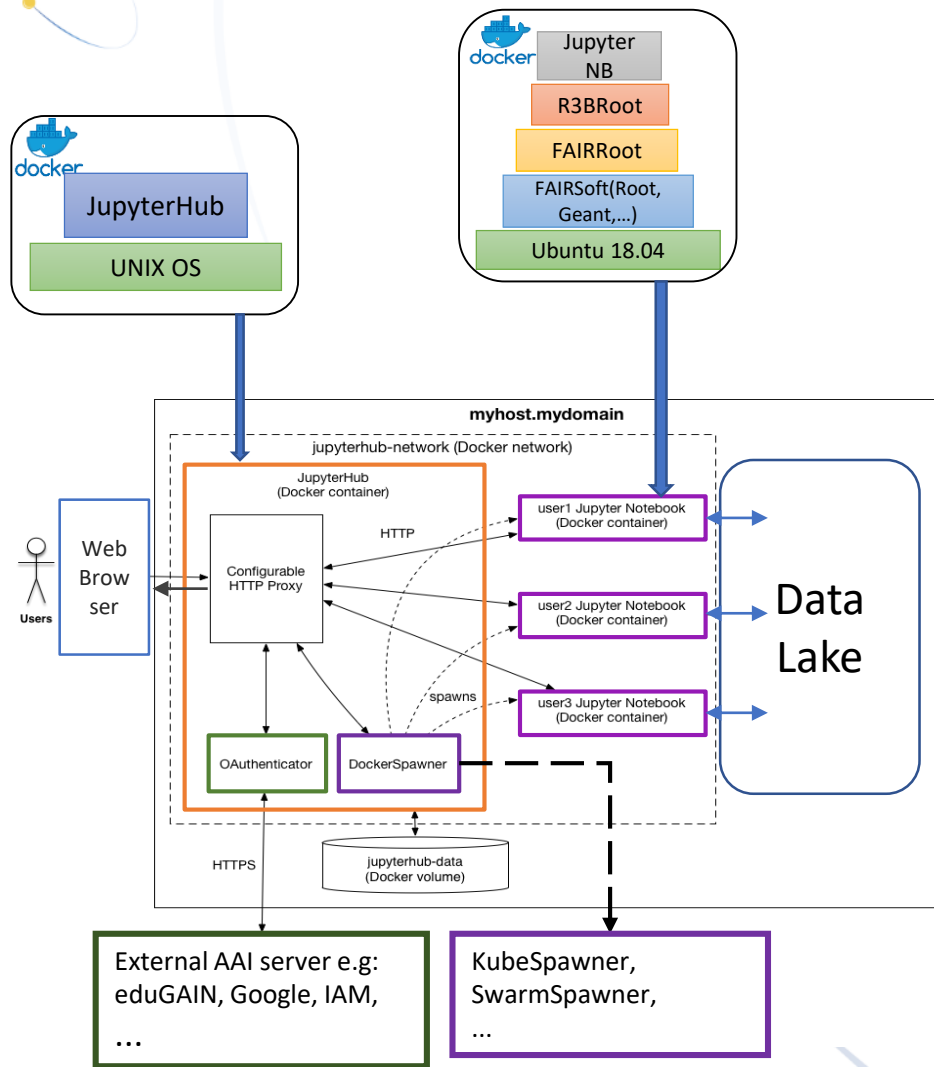 docker
Jupyter
NB
R3BRoot
FAIRRoot
FAIRSoft(Root,
Geant,...)
Ubuntu 18.04
docker
JupyterHub
UNIX OS
myhost.mydomain
jupyterhub-network (Docker network)
JupyterHub
(Docker container)
Configurable
HTTP Proxy
HTTP
user1 Jupyter Notebook
(Docker container)
user2 Jupyter Notebook
(Docker container)
user3 Jupyter Notebook
(Docker container)
spawns
Data
Lake
Web
Brow
ser
Users
OAuthenticator
DockerSpawner
HTTPS
jupyterhub-data
(Docker volume)
External AAI server e.g:
eduGAIN, Google, IAM,
...
KubeSpawner,
SwarmSpawner,
...